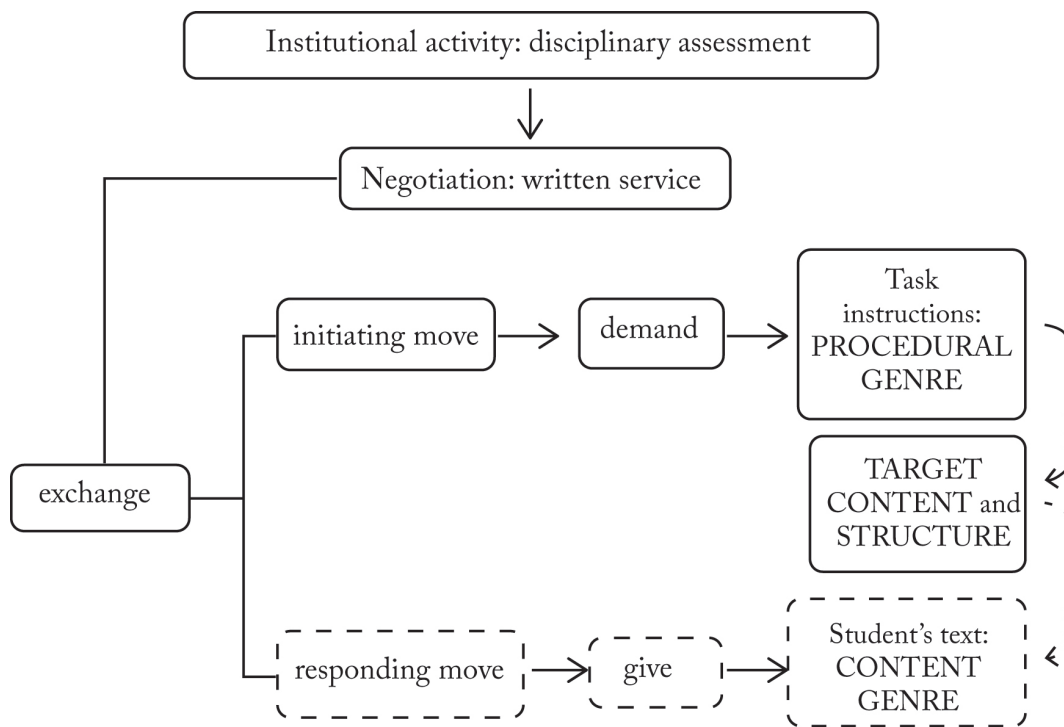 Institutional activity: disciplinary assessment
Negotiation: written service
Task
instructions:
PROCEDURAL
GENRE
initiating move
demand
TARGET
CONTENT and
STRUCTURE
exchange
Student’s text:
CONTENT
GENRE
responding move
give